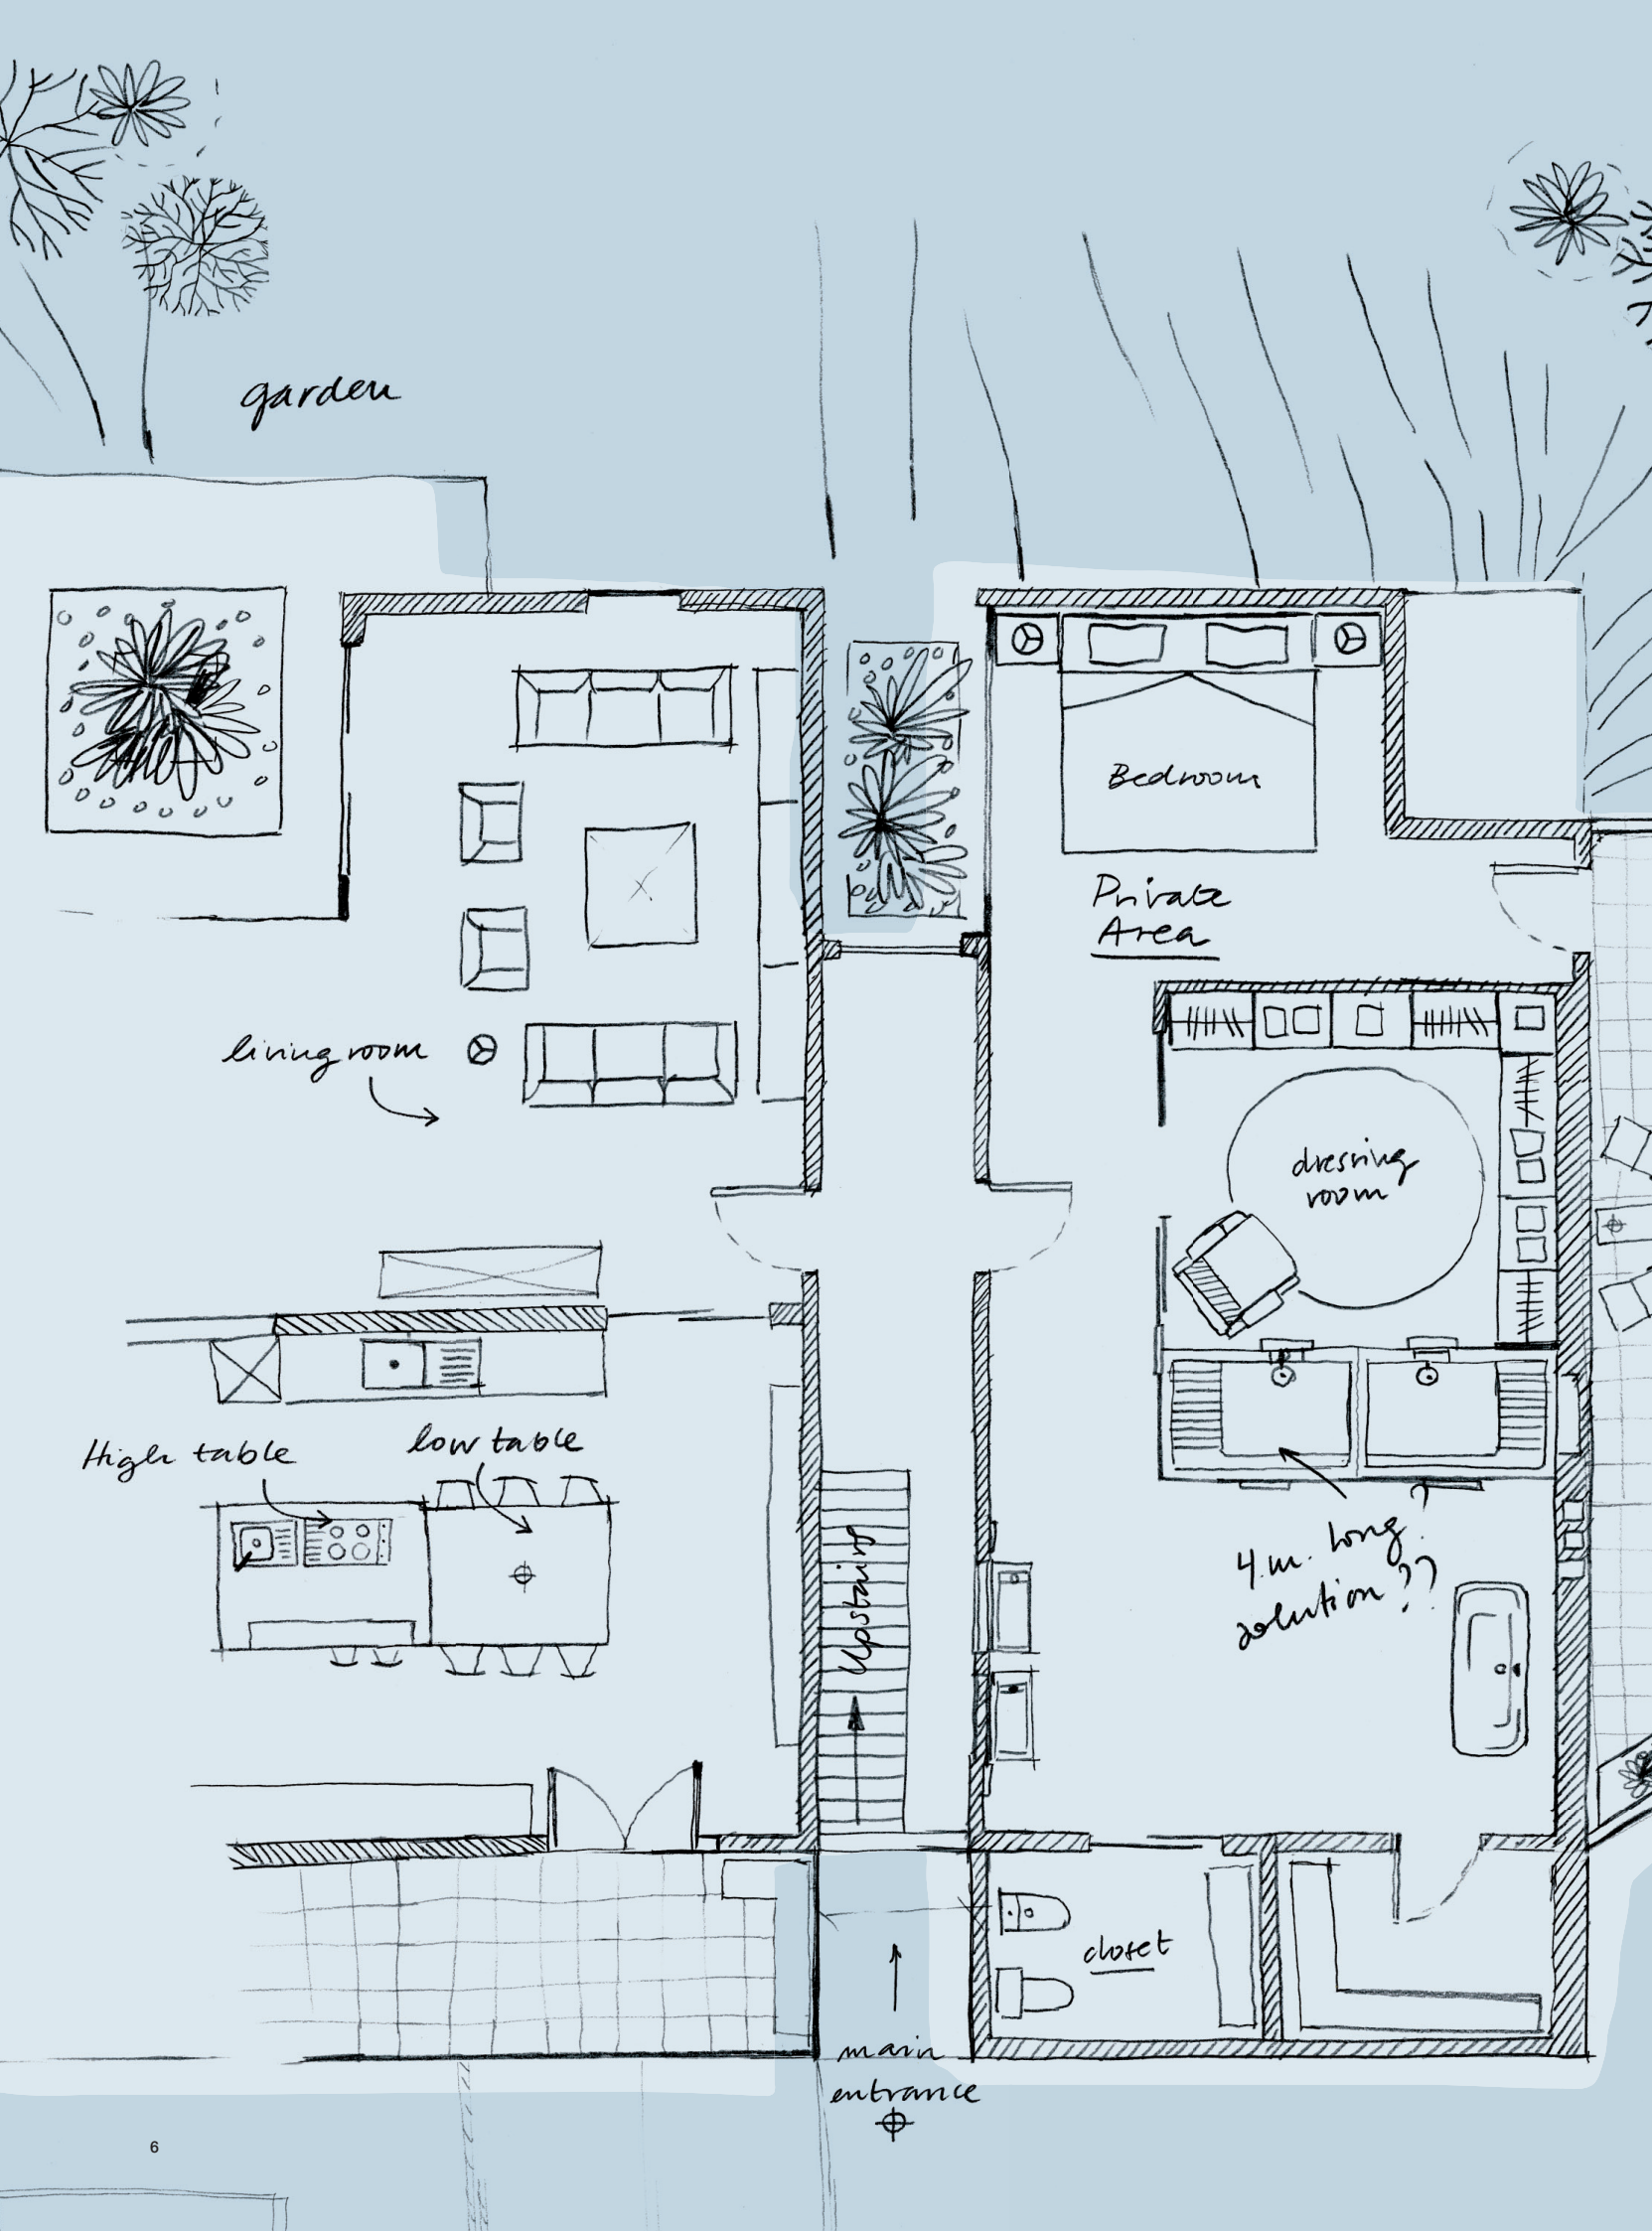 garden
Bedroom
Private
Area
living room
dressing
room
High table
low table
4 m. long?
solution??
Upstairs
closet
main
entrance
6